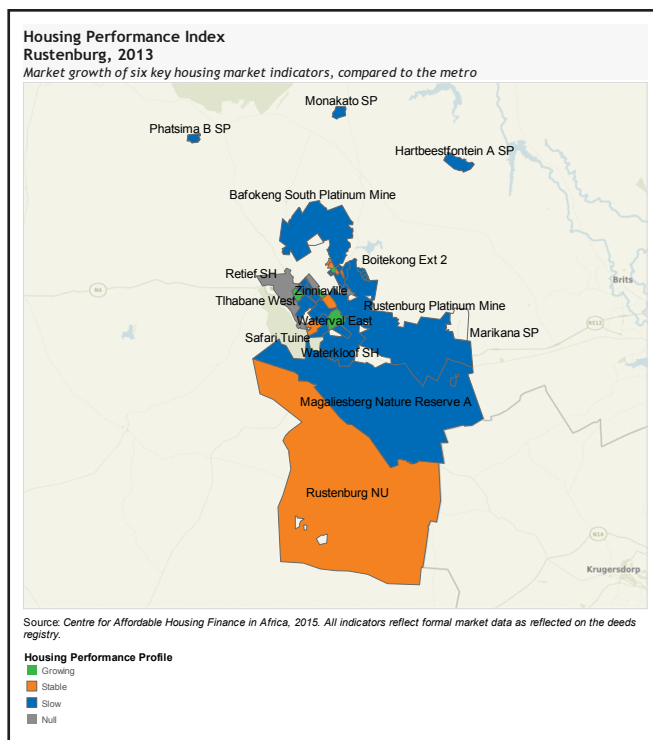 Housing Performance Index
Rustenburg, 2013
Market growth of six key housing market indicators, compared to the metro
Monakato SP
Phatsima B SP
Hartbeestfontein A SP
Bafokeng South Platinum Mine
Boitekong Ext 2
Retief SH
Brits
Zinniaville
N4
Tlhabane West
Rustenburg Platinum Mine
Waterval East
Marikana SP
R512
Safari Tuine
Waterkloof SH
Magaliesberg Nature Reserve A
Rustenburg NU
N14
Krugersdorp
Source: Centre for Affordable Housing Finance in Africa, 2015. All indicators reflect formal market data as reflected on the deeds
registry.
Housing Performance Profile
Growing
Stable
Slow
Null